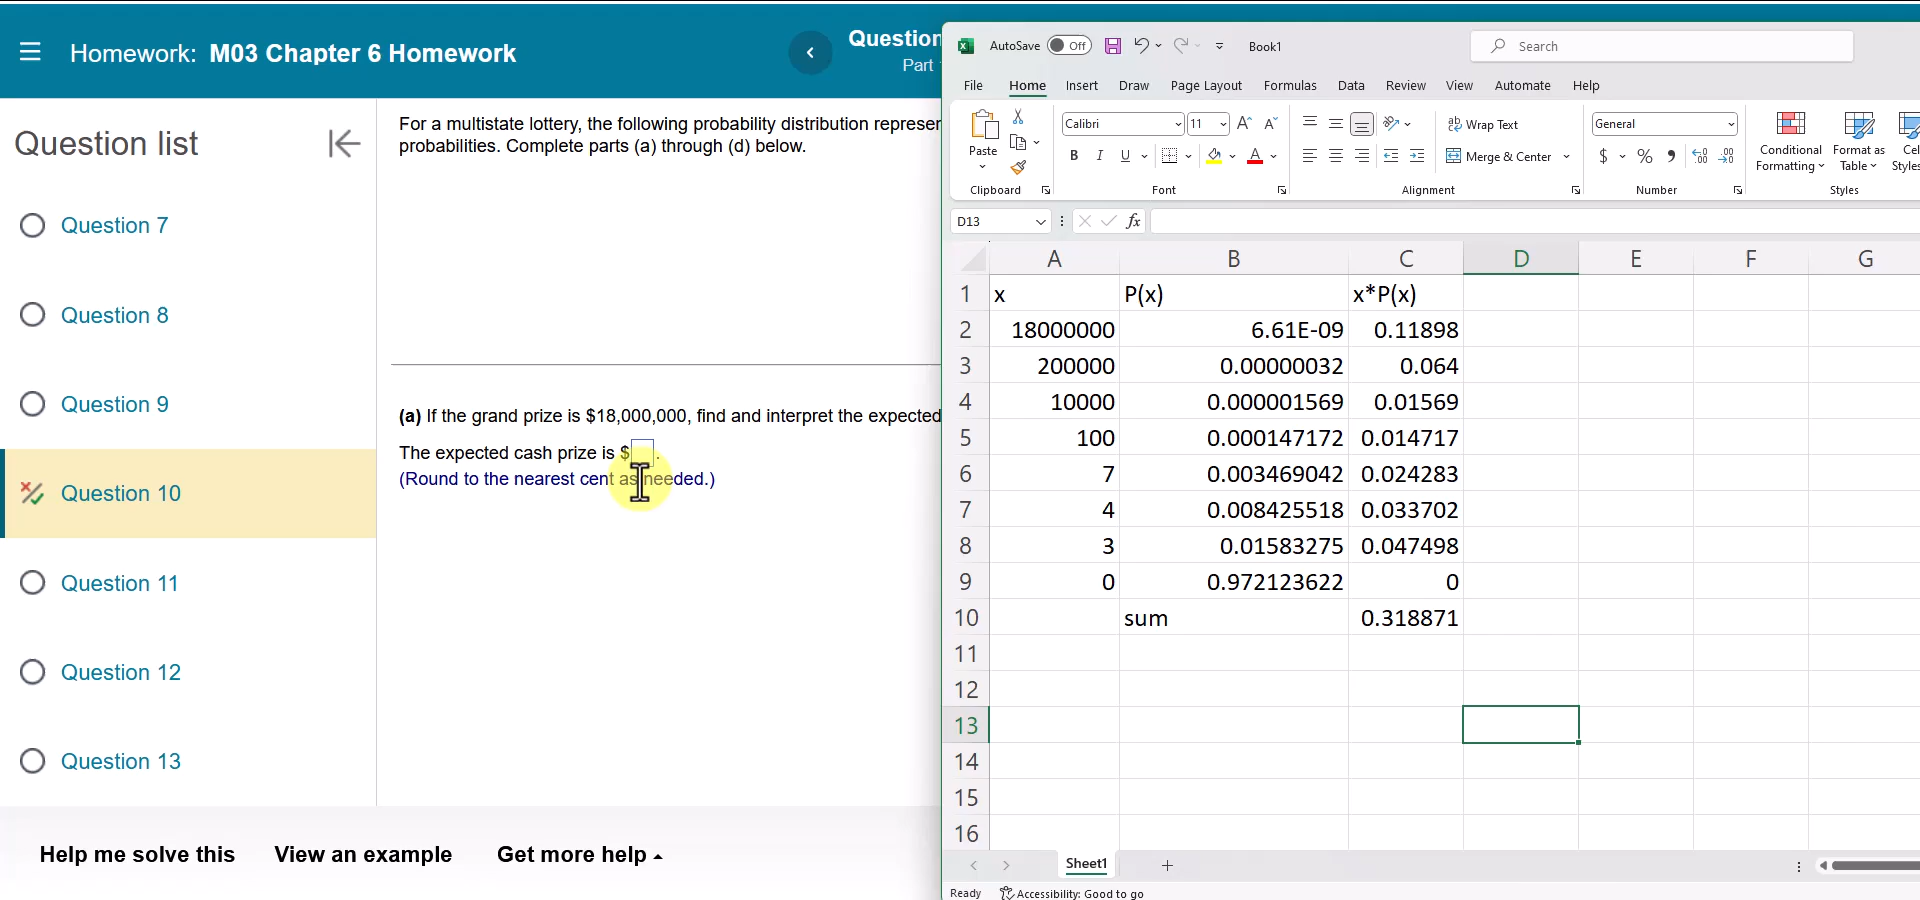 Homework: M03 Chapter 6 Homework
Question
Part
Question list
Question 7
Question 8
Question 9
Question 10
Question 11
Question 12
Question 13
For a multistate lottery, the following probability distribution represer
probabilities. Complete parts (a) through (d) below.
(a) If the grand prize is $18,000,000, find and interpret the expected
The expected cash prize is $ .
(Round to the nearest cent as needed.)
Help me solve this View an example Get more help
AutoSave Off Book1 Search
File Home Insert Draw Page Layout Formulas Data Review View Automate Help
Paste
Clipboard
Calibri 11
B I U A
Font
ab Wrap Text
Merge & Center
Alignment
General
$ % 9 .00 .00
Number
Conditional Formatting
Format as Table
Cel
Styles
Styles
D13 fx
A B C D E F G
1 x P(x) x*P(x)
2 18000000 6.61E-09 0.11898
3 200000 0.00000032 0.064
4 10000 0.000001569 0.01569
5 100 0.000147172 0.014717
6 7 0.003469042 0.024283
7 4 0.008425518 0.033702
8 3 0.01583275 0.047498
9 0 0.972123622 0
10 sum 0.318871
11
12
13
14
15
16
Sheet1
Ready Accessibility: Good to go